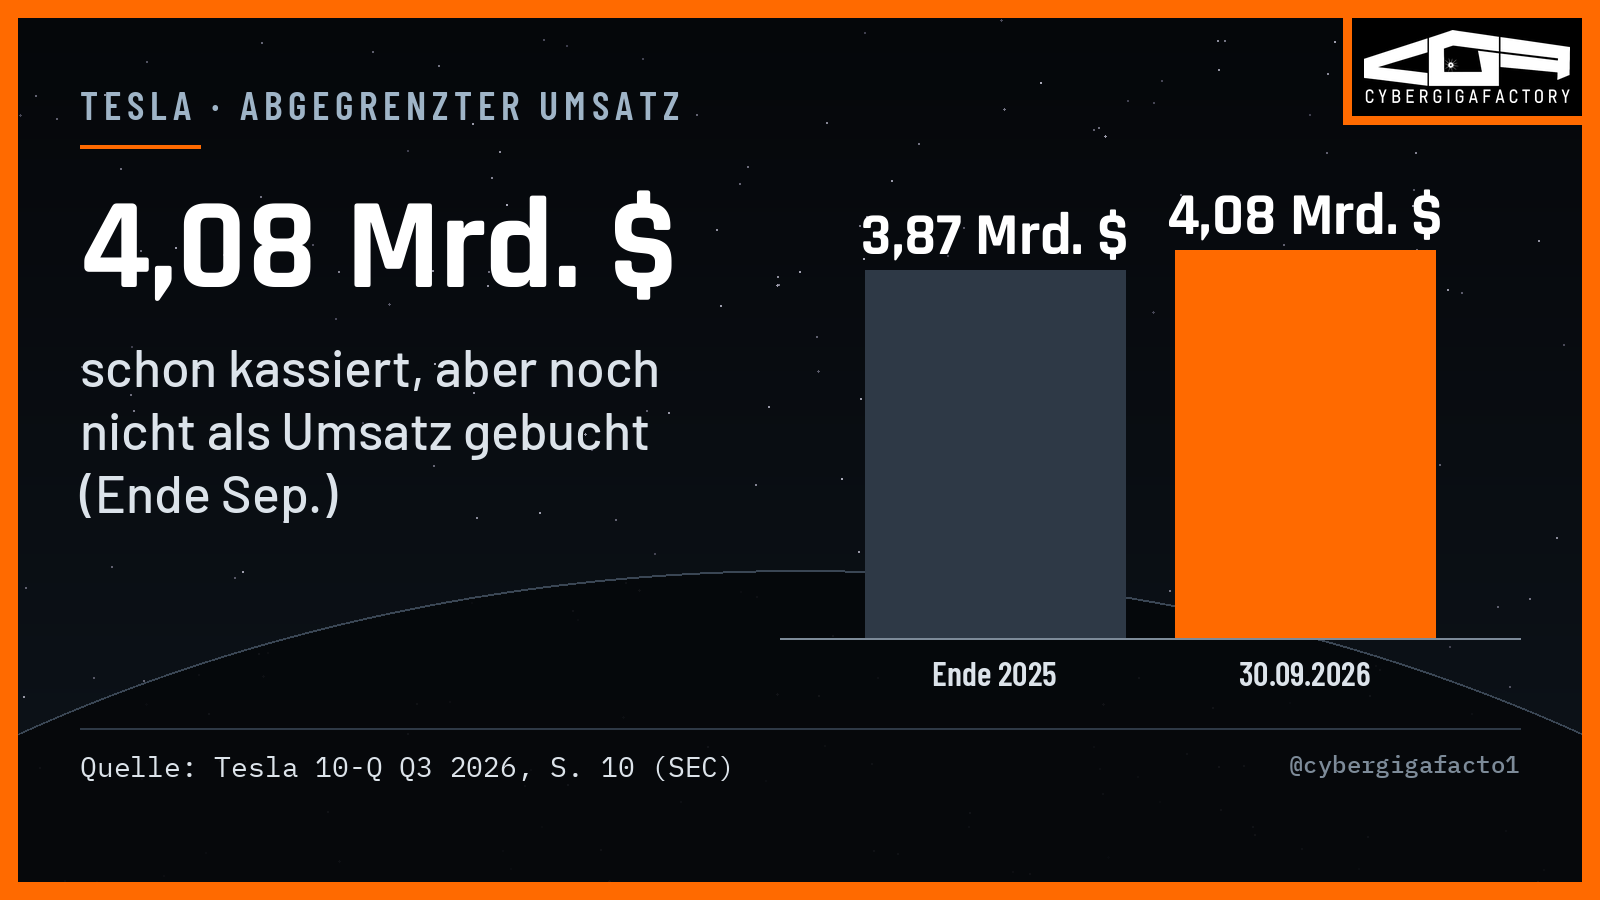 CYBERGIGAFACTORY
TESLA · ABGEGRENZTER UMSATZ
4,08 Mrd. $
schon kassiert, aber noch
nicht als Umsatz gebucht
(Ende Sep.)
3,87 Mrd. $
4,08 Mrd. $
Ende 2025
30.09.2026
Quelle: Tesla 10-Q Q3 2026, S. 10 (SEC)
@cybergigafacto1